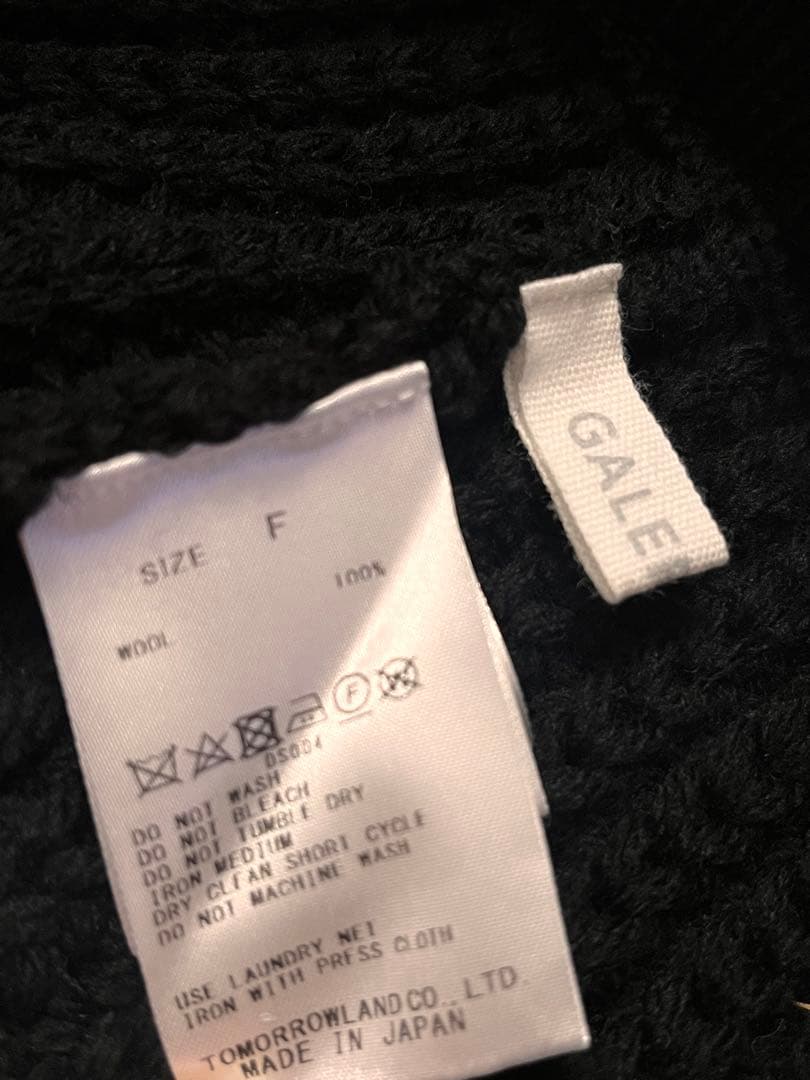 GALE
SIZE F
WOOL 100%
F
DS004
DO NOT WASH
DO NOT BLEACH
DO NOT TUMBLE DRY
IRON MEDIUM
DRY CLEAN SHORT CYCLE
DO NOT MACHINE WASH
USE LAUNDRY NET
IRON WITH PRESS CLOTH
TOMORROWLAND CO., LTD.
MADE IN JAPAN